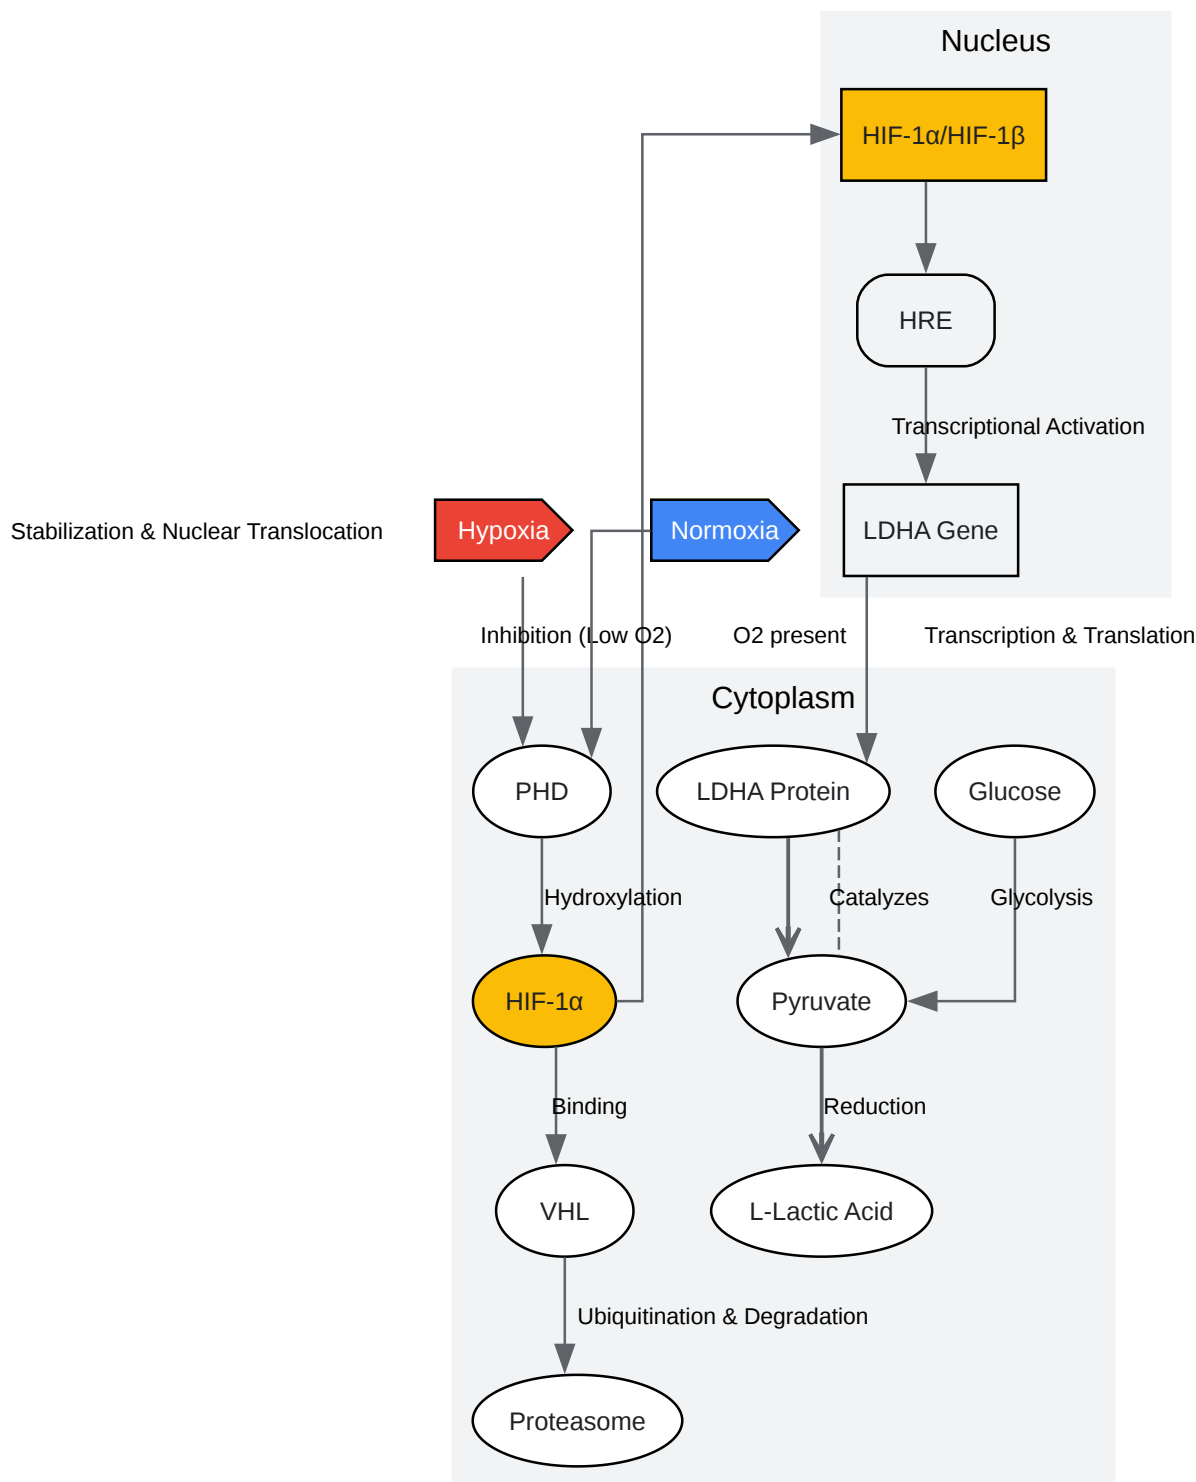 Nucleus
HIF-1α/HIF-1β
HRE
Transcriptional Activation
Stabilization & Nuclear Translocation
Hypoxia
Normoxia
LDHA Gene
Inhibition (Low O2)
O2 present
Transcription & Translation
Cytoplasm
PHD
LDHA Protein
Glucose
Hydroxylation
Catalyzes
Glycolysis
HIF-1α
Pyruvate
Binding
Reduction
VHL
L-Lactic Acid
Ubiquitination & Degradation
Proteasome